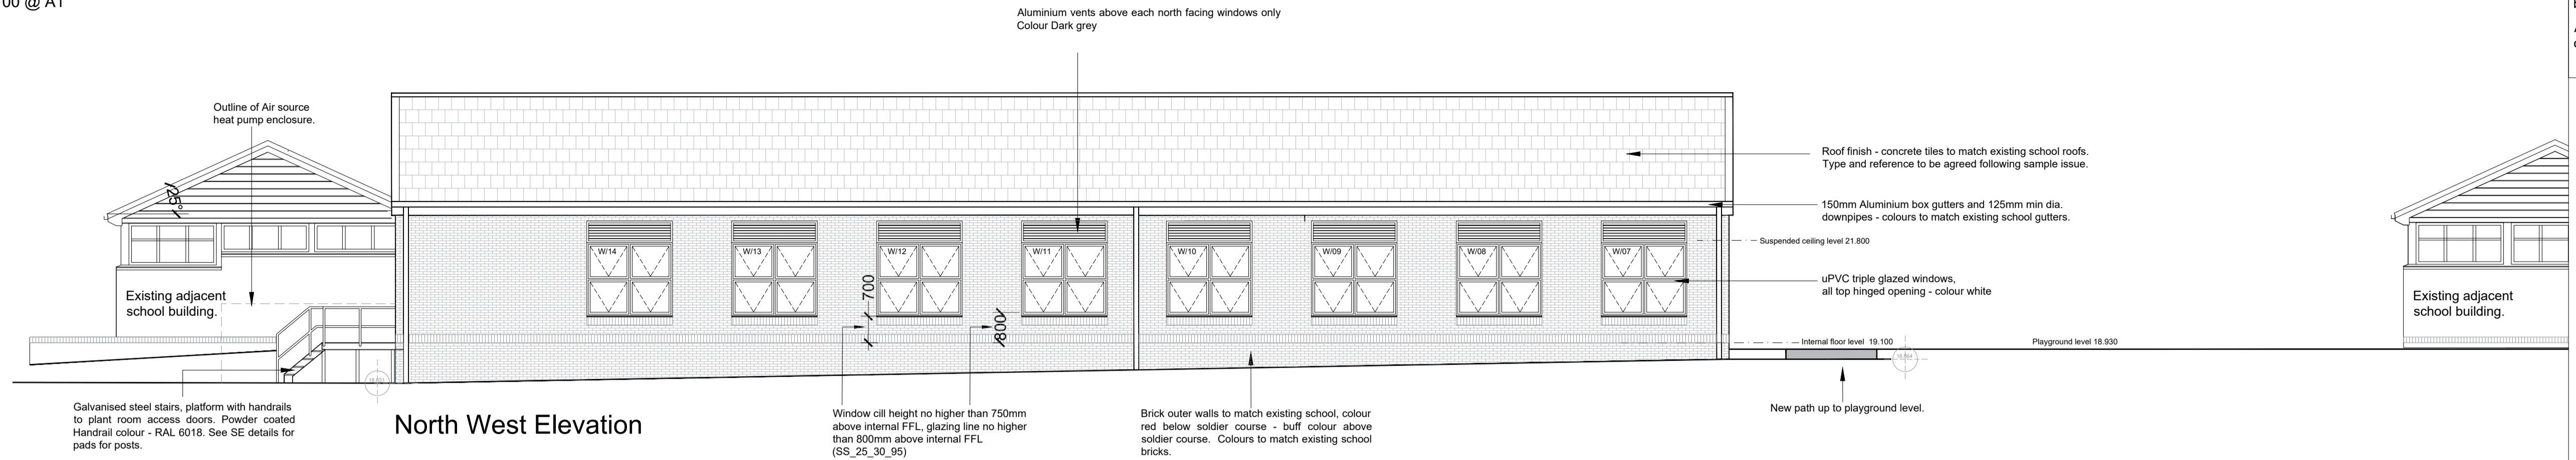 00 @ A1
Aluminium vents above each north facing windows only
Colour Dark grey
Outline of Air source
heat pump enclosure.
25°
Roof finish - concrete tiles to match existing school roofs.
Type and reference to be agreed following sample issue.
150mm Aluminium box gutters and 125mm min dia.
downpipes - colours to match existing school gutters.
Suspended ceiling level 21.800
W/14
W/13
W/12
W/11
W/10
W/09
W/08
W/07
uPVC triple glazed windows,
all top hinged opening - colour white
700
800
Existing adjacent
school building.
Existing adjacent
school building.
Internal floor level 19.100
Playground level 18.930
New path up to playground level.
Galvanised steel stairs, platform with handrails
to plant room access doors. Powder coated
Handrail colour - RAL 6018. See SE details for
pads for posts.
North West Elevation
Window cill height no higher than 750mm
above internal FFL, glazing line no higher
than 800mm above internal FFL
(SS_25_30_95)
Brick outer walls to match existing school, colour
red below soldier course - buff colour above
soldier course. Colours to match existing school
bricks.